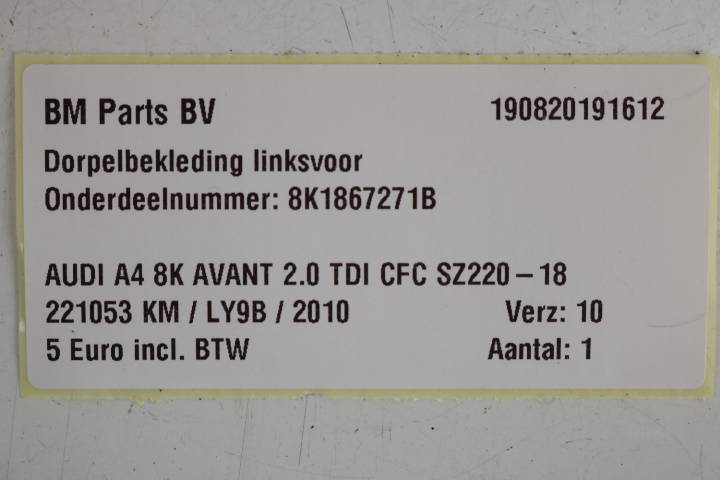 BM Parts BV 190820191612
Dorpelbekleding linksvoor
Onderdeelnummer: 8K1867271B
AUDI A4 8K AVANT 2.0 TDI CFC SZ220 – 18
221053 KM / LY9B / 2010 Verz: 10
5 Euro incl. BTW Aantal: 1